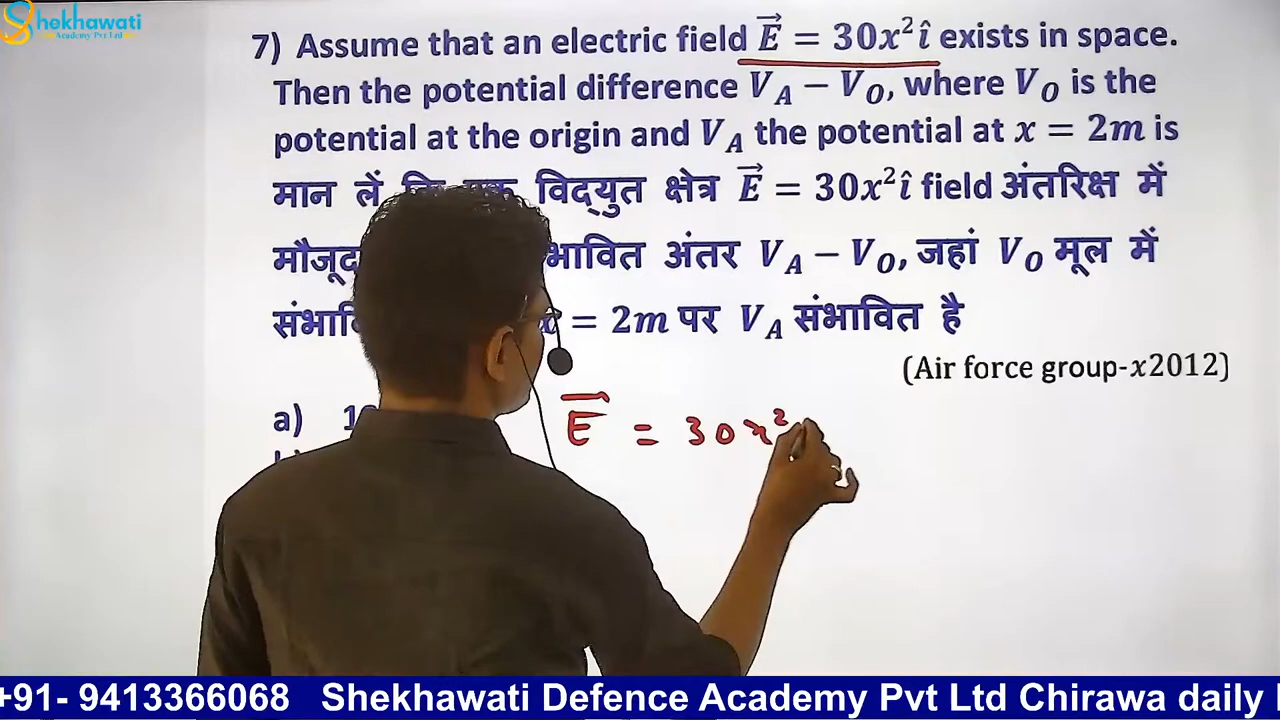 Shekhawati
Academy Pvt Ltd
7) Assume that an electric field E⃗ = 30x²î exists in space.
Then the potential difference V_A − V_O, where V_O is the
potential at the origin and V_A the potential at x = 2m is
मान लें विद्युत क्षेत्र E⃗ = 30x²î field अंतरिक्ष में
अंतर V_A − V_O, जहां V_O मूल में
= 2m पर V_A संभावित है
(Air force group-x2012)
a)
E⃗ = 30x²
+91- 9413366068 Shekhawati Defence Academy Pvt Ltd Chirawa daily